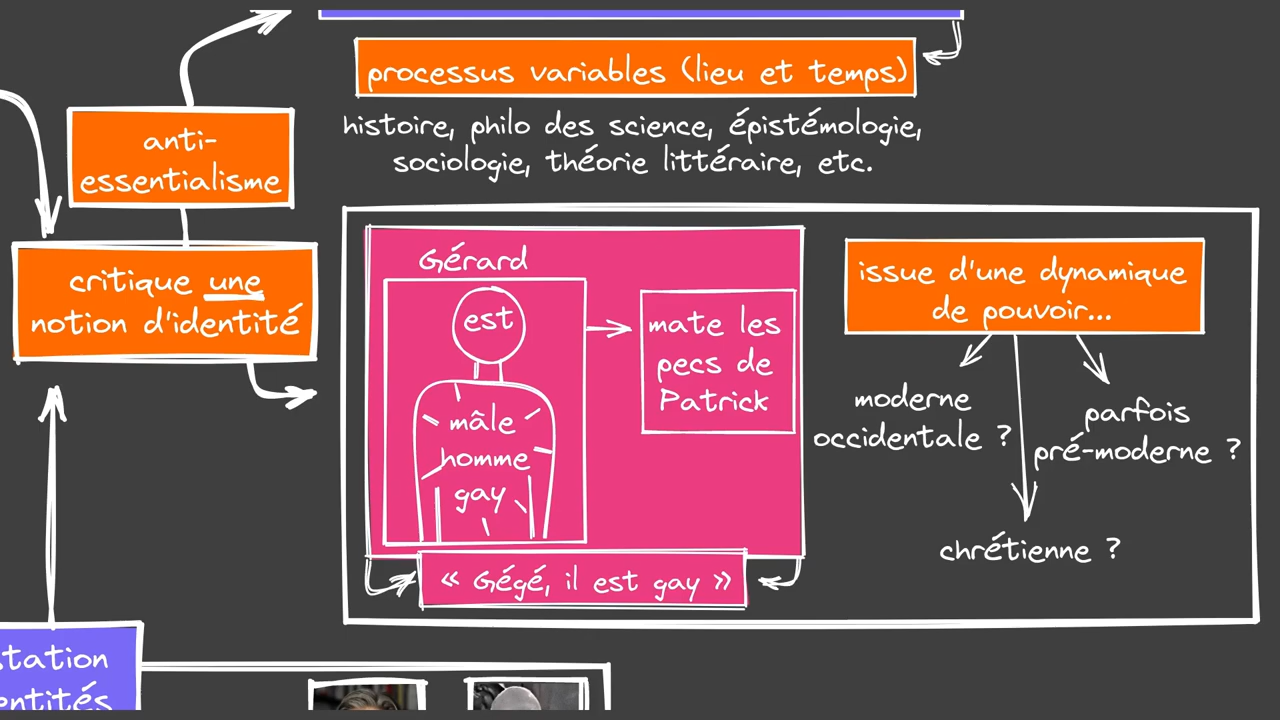 processus variables (lieu et temps)
histoire, philo des science, épistémologie,
sociologie, théorie littéraire, etc.
anti-
essentialisme
critique une
notion d'identité
Gérard
est
mâle
homme
gay
mate les
pecs de
Patrick
« Gégé, il est gay »
issue d'une dynamique
de pouvoir...
moderne
occidentale ?
parfois
pré-moderne ?
chrétienne ?
station
entités